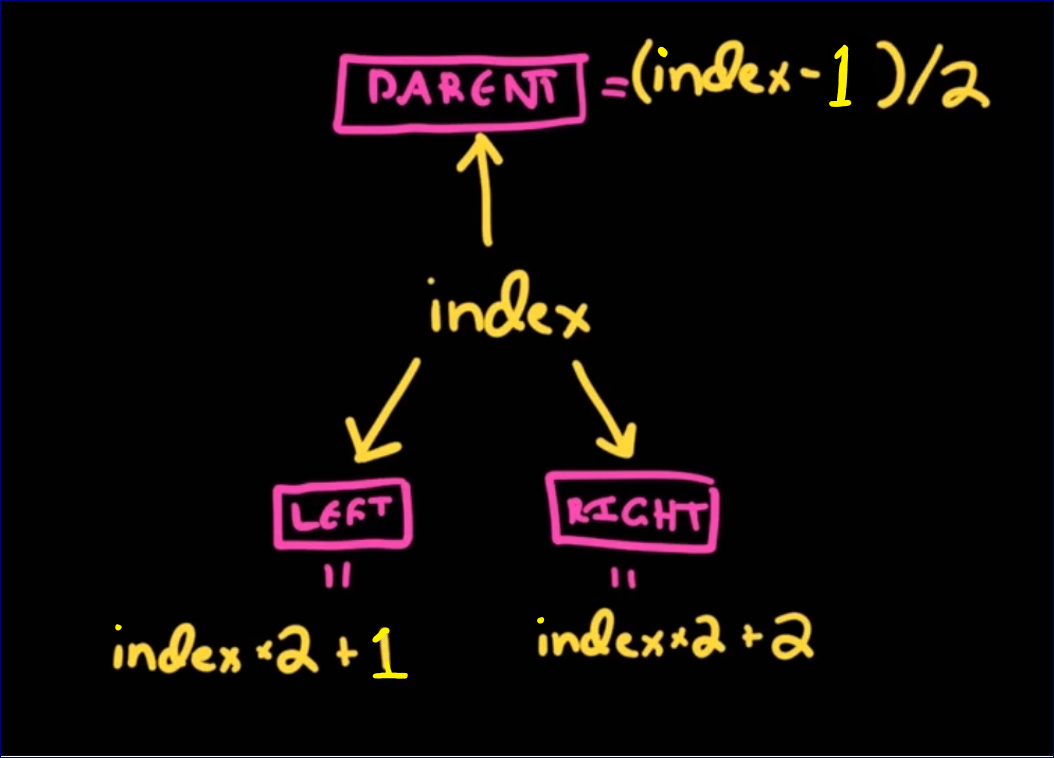 PARENT = (index - 1 ) / 2
index
LEFT RIGHT
= =
index * 2 + 1 index * 2 + 2